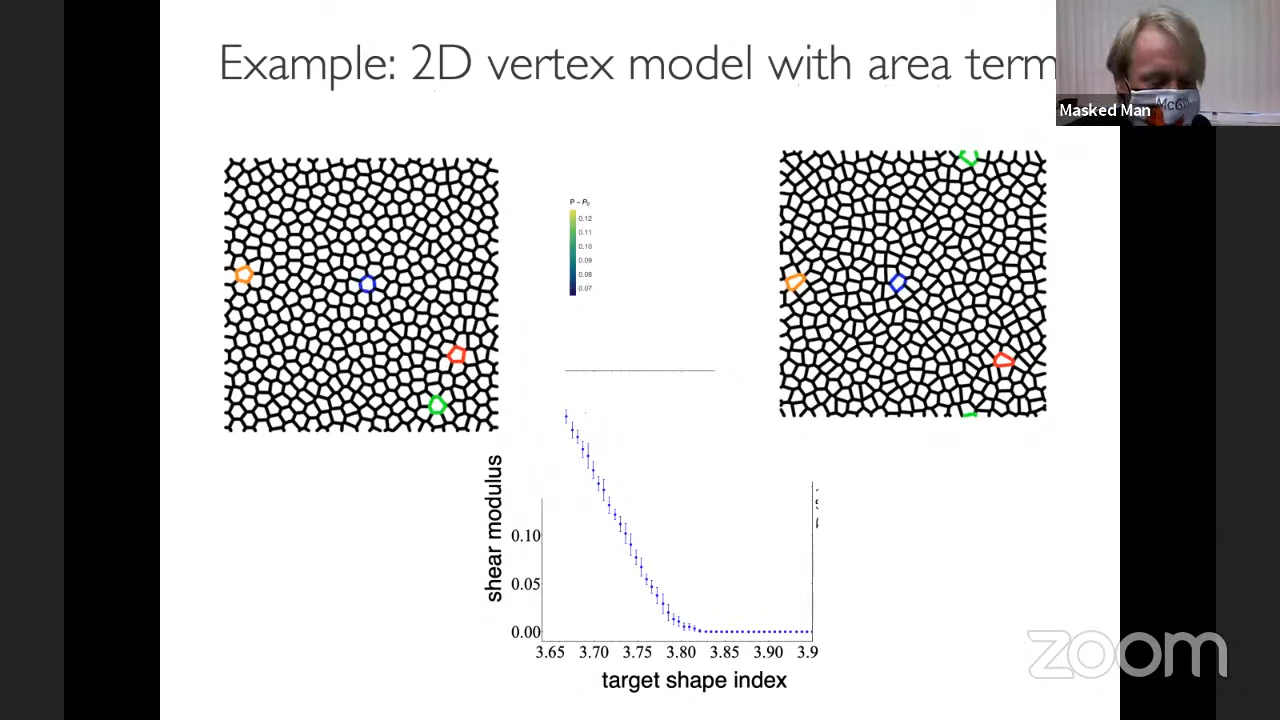 Example: 2D vertex model with area term
McGill
Masked Man
P − P₀
0.12
0.11
0.10
0.09
0.08
0.07
shear modulus
0.10
0.05
0.00
3.65 3.70 3.75 3.80 3.85 3.90 3.9
target shape index
zoom